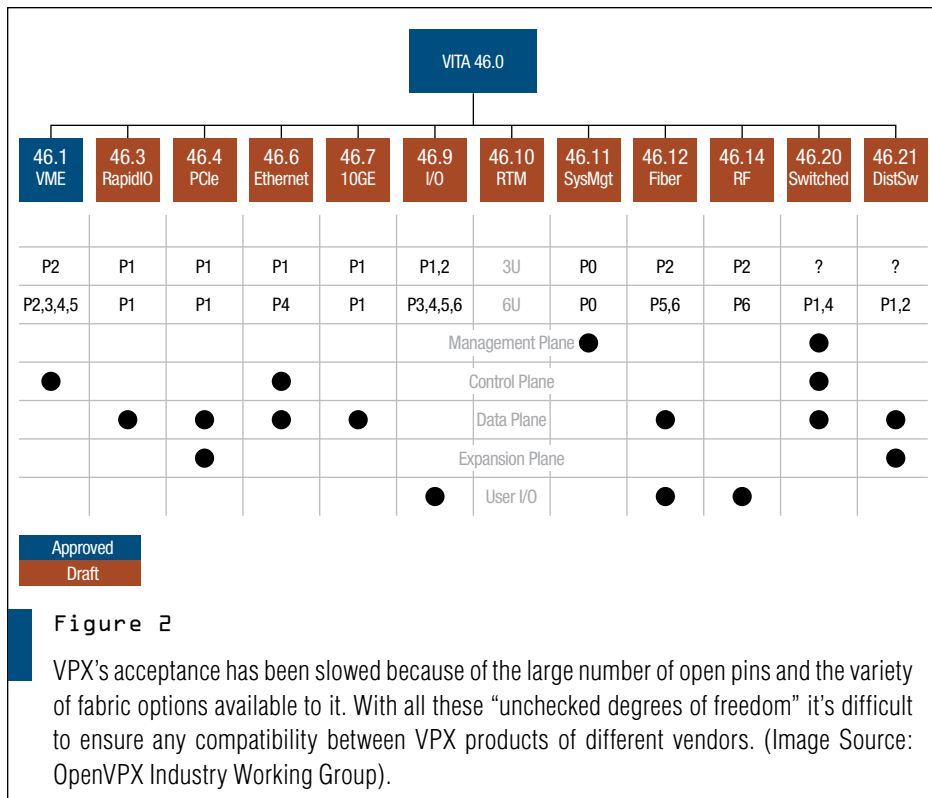 VITA 46.0
46.1 46.3 46.4 46.6 46.7 46.9 46.10 46.11 46.12 46.14 46.20 46.21
VME RapidIO PCIe Ethernet 10GE I/O RTM SysMgt Fiber RF Switched DistSw
P2 P1 P1 P1 P1 P1,2 3U P0 P2 P2 ? ?
P2,3,4,5 P1 P1 P4 P1 P3,4,5,6 6U P0 P5,6 P6 P1,4 P1,2
Management Plane
Control Plane
Data Plane
Expansion Plane
User I/O
Approved
Draft
Figure 2
VPX's acceptance has been slowed because of the large number of open pins and the variety
of fabric options available to it. With all these “unchecked degrees of freedom” it's difficult
to ensure any compatibility between VPX products of different vendors. (Image Source:
OpenVPX Industry Working Group).